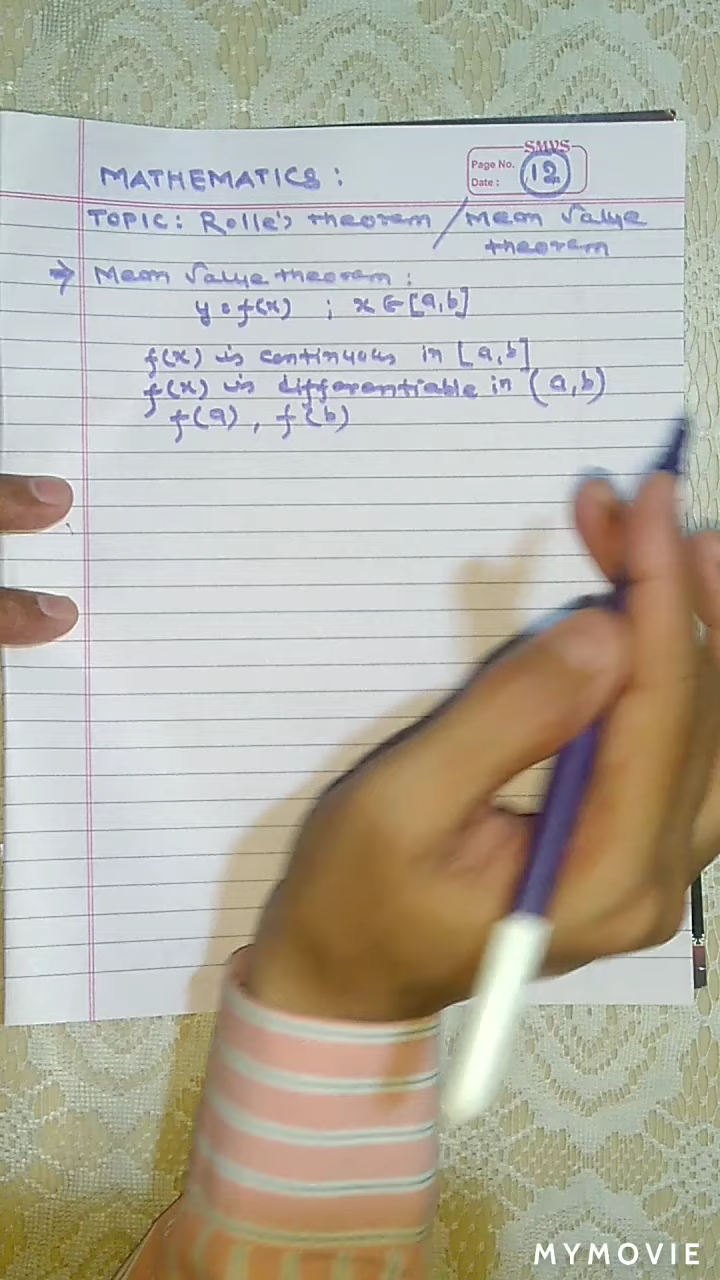 SMVS
Page No. 12
Date :
MATHEMATICS :
TOPIC : Rolle's theorem / Mean Value theorem
→ Mean Value theorem :
y = f(x) ; x ∈ [a,b]
f(x) is continuous in [a,b]
f(x) is differentiable in (a,b)
f(a) , f(b)
MYMOVIE